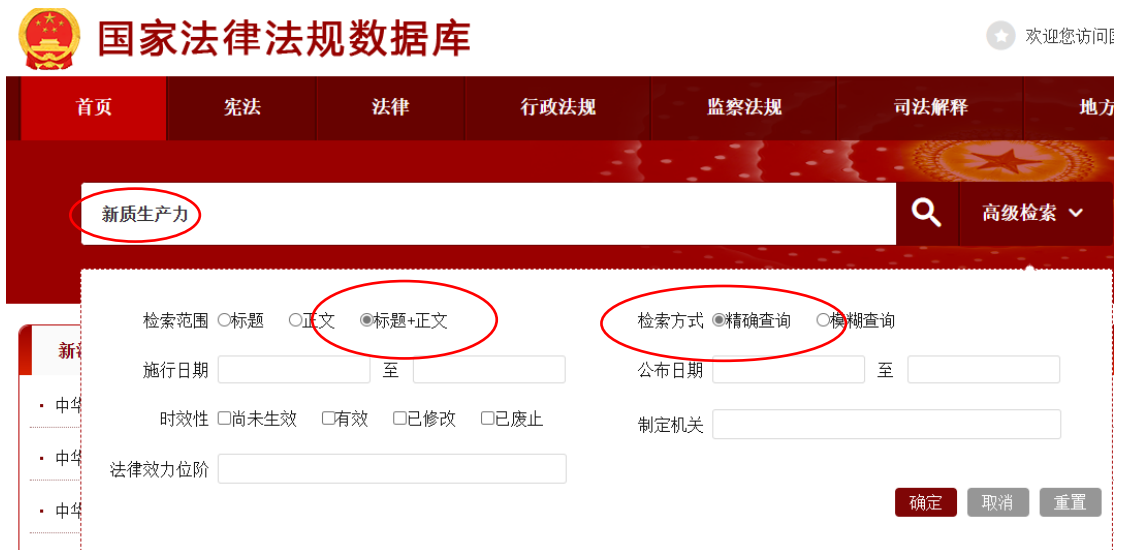 国家法律法规数据库
欢迎您访问
首页 宪法 法律 行政法规 监察法规 司法解释 地方
新质生产力 高级检索
检索范围 标题 正文 标题+正文 检索方式 精确查询 模糊查询
施行日期 至 公布日期 至
时效性 尚未生效 有效 已修改 已废止 制定机关
法律效力位阶
确定 取消 重置
新
中华
中华
中华